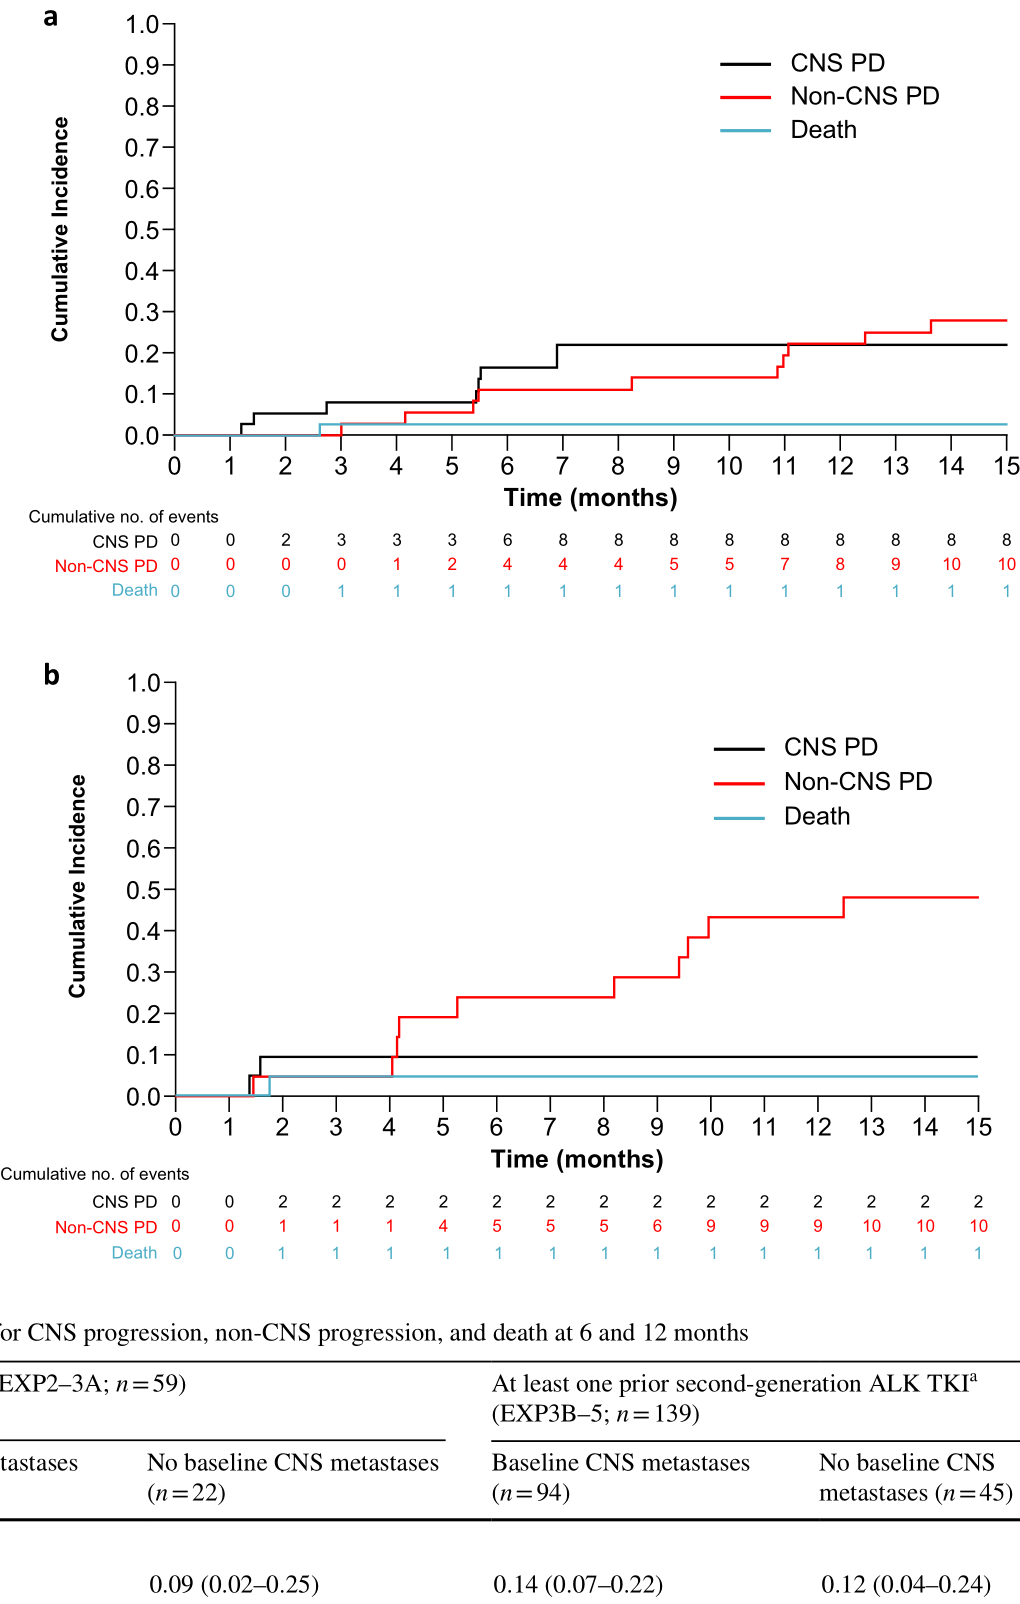 a
1.0
0.9
0.8
0.7
0.6
0.5
0.4
0.3
0.2
0.1
0.0
Cumulative Incidence
CNS PD
Non-CNS PD
Death
0 1 2 3 4 5 6 7 8 9 10 11 12 13 14 15
Time (months)
Cumulative no. of events
CNS PD 0 0 2 3 3 3 6 8 8 8 8 8 8 8 8 8
Non-CNS PD 0 0 0 0 1 2 4 4 4 5 5 7 8 9 10 10
Death 0 0 0 1 1 1 1 1 1 1 1 1 1 1 1 1
b
1.0
0.9
0.8
0.7
0.6
0.5
0.4
0.3
0.2
0.1
0.0
Cumulative Incidence
CNS PD
Non-CNS PD
Death
0 1 2 3 4 5 6 7 8 9 10 11 12 13 14 15
Time (months)
Cumulative no. of events
CNS PD 0 0 2 2 2 2 2 2 2 2 2 2 2 2 2 2
Non-CNS PD 0 0 1 1 1 4 5 5 5 6 9 9 9 10 10 10
Death 0 0 1 1 1 1 1 1 1 1 1 1 1 1 1 1
for CNS progression, non-CNS progression, and death at 6 and 12 months
EXP2–3A; n=59) At least one prior second-generation ALK TKIᵃ
(EXP3B–5; n=139)
tastases No baseline CNS metastases Baseline CNS metastases No baseline CNS
(n=22) (n=94) metastases (n=45)
0.09 (0.02–0.25) 0.14 (0.07–0.22) 0.12 (0.04–0.24)